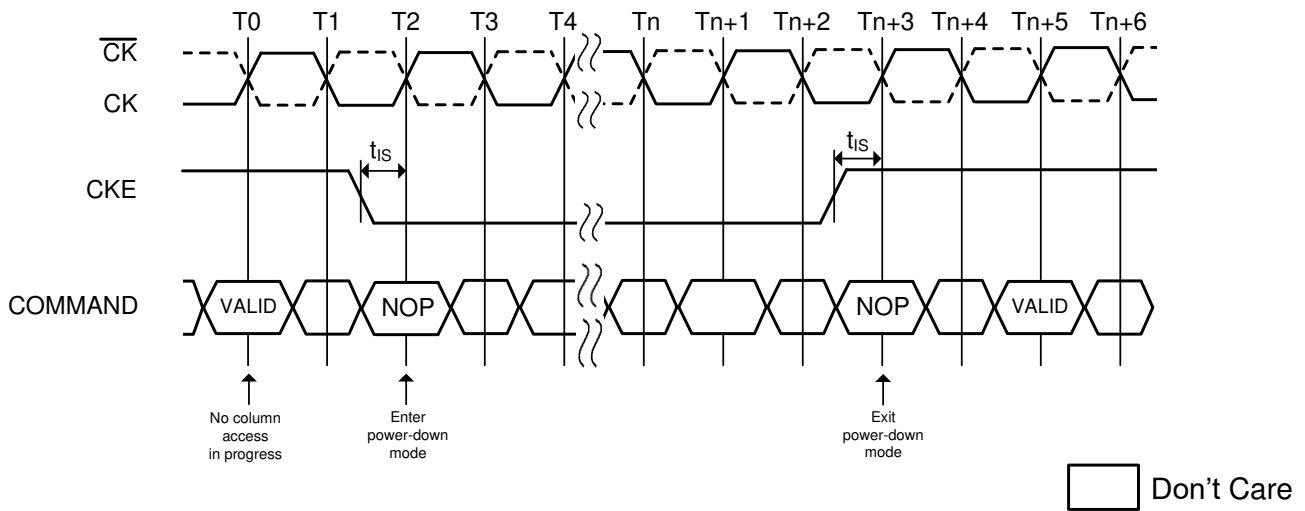 T0 T1 T2 T3 T4 Tn Tn+1 Tn+2 Tn+3 Tn+4 Tn+5 Tn+6
CK
CK
tIS tIS
CKE
COMMAND VALID NOP NOP VALID
No column
access
in progress
Enter
power-down
mode
Exit
power-down
mode
Don't Care